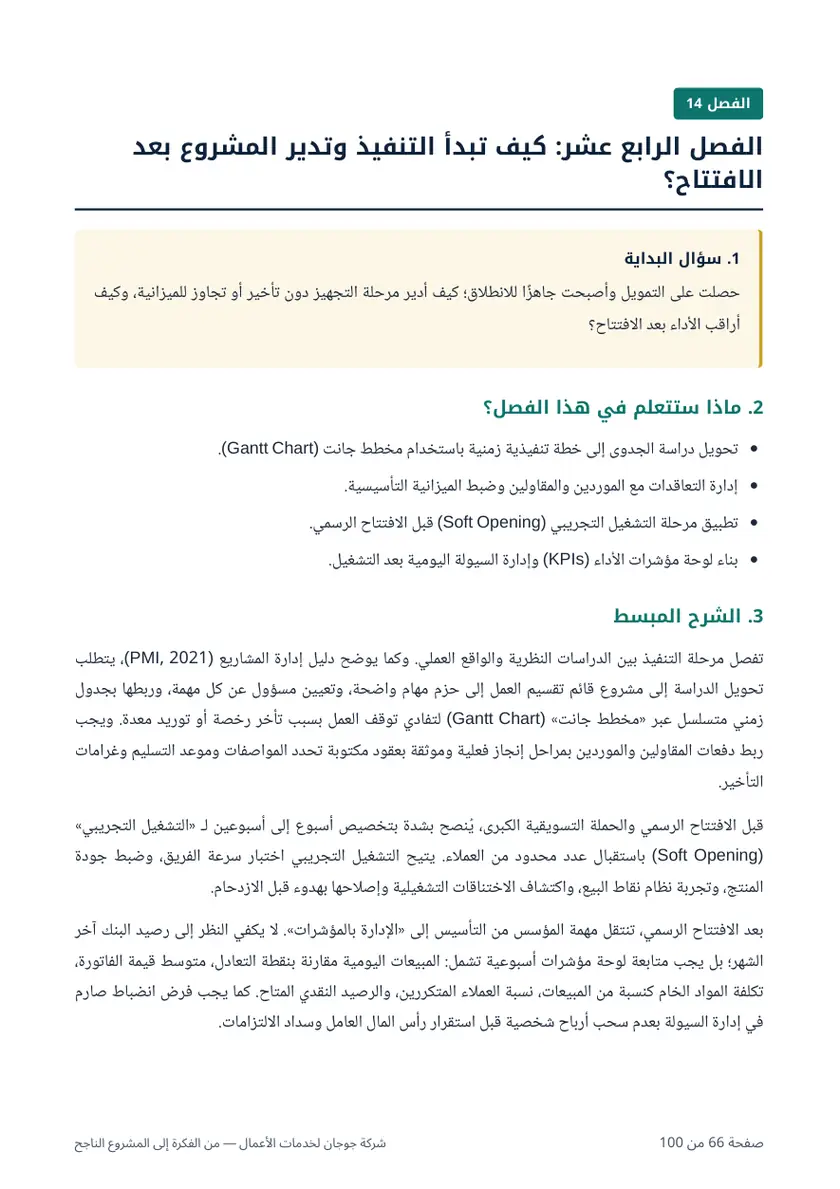 الفصل 14
الفصل الرابع عشر: كيف تبدأ التنفيذ وتدير المشروع بعد
الافتتاح؟
1. سؤال البداية
حصلت على التمويل وأصبحت جاهزًا للانطلاق؛ كيف أدير مرحلة التجهيز دون تأخير أو تجاوز للميزانية، وكيف
أراقب الأداء بعد الافتتاح؟
2. ماذا ستتعلم في هذا الفصل؟
• تحويل دراسة الجدوى إلى خطة تنفيذية زمنية باستخدام مخطط جانت (Gantt Chart).
• إدارة التعاقدات مع الموردين والمقاولين وضبط الميزانية التأسيسية.
• تطبيق مرحلة التشغيل التجريبي (Soft Opening) قبل الافتتاح الرسمي.
• بناء لوحة مؤشرات الأداء (KPIs) وإدارة السيولة اليومية بعد التشغيل.
3. الشرح المبسط
تفصل مرحلة التنفيذ بين الدراسات النظرية والواقع العملي. وكما يوضح دليل إدارة المشاريع (PMI, 2021)، يتطلب
تحويل الدراسة إلى مشروع قائم تقسيم العمل إلى حزم مهام واضحة، وتعيين مسؤول عن كل مهمة، وربطها بجدول
زمني متسلسل عبر «مخطط جانت» (Gantt Chart) لتفادي توقف العمل بسبب تأخر رخصة أو توريد معدة. ويجب
ربط دفعات المقاولين والموردين بمراحل إنجاز فعلية وموثقة بعقود مكتوبة تحدد المواصفات وموعد التسليم وغرامات
التأخير.
قبل الافتتاح الرسمي والحملة التسويقية الكبرى، يُنصح بشدة بتخصيص أسبوع إلى أسبوعين لـ «التشغيل التجريبي»
(Soft Opening) باستقبال عدد محدود من العملاء. يتيح التشغيل التجريبي اختبار سرعة الفريق، وضبط جودة
المنتج، وتجربة نظام نقاط البيع، واكتشاف الاختناقات التشغيلية وإصلاحها بهدوء قبل الازدحام.
بعد الافتتاح الرسمي، تنتقل مهمة المؤسس من التأسيس إلى «الإدارة بالمؤشرات». لا يكفي النظر إلى رصيد البنك آخر
الشهر؛ بل يجب متابعة لوحة مؤشرات أسبوعية تشمل: المبيعات اليومية مقارنة بنقطة التعادل، متوسط قيمة الفاتورة،
تكلفة المواد الخام كنسبة من المبيعات، نسبة العملاء المتكررين، والرصيد النقدي المتاح. كما يجب فرض انضباط صارم
في إدارة السيولة بعدم سحب أرباح شخصية قبل استقرار رأس المال العامل وسداد الالتزامات.
صفحة 66 من 100
شركة جوجان لخدمات الأعمال — من الفكرة إلى المشروع الناجح